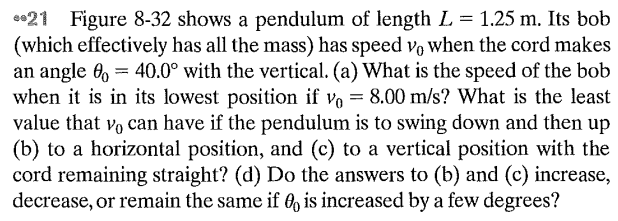 ••21 Figure 8-32 shows a pendulum of length L = 1.25 m. Its bob
(which effectively has all the mass) has speed v₀ when the cord makes
an angle θ₀ = 40.0° with the vertical. (a) What is the speed of the bob
when it is in its lowest position if v₀ = 8.00 m/s? What is the least
value that v₀ can have if the pendulum is to swing down and then up
(b) to a horizontal position, and (c) to a vertical position with the
cord remaining straight? (d) Do the answers to (b) and (c) increase,
decrease, or remain the same if θ₀ is increased by a few degrees?